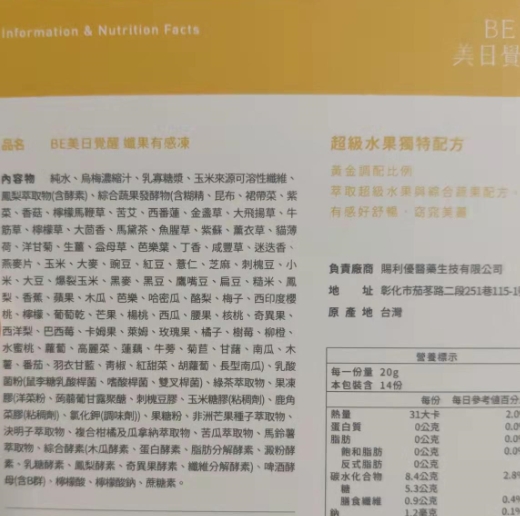 Information & Nutrition Facts
BE
美日覺
品名 BE美日覺醒 纖果有感凍
內容物 純水、烏梅濃縮汁、乳寡糖漿、玉米來源可溶性纖維、
鳳梨萃取物(含酵素)、綜合蔬果發酵物(含糊精、昆布、裙帶菜、紫
菜、香菇、檸檬馬鞭草、苦艾、西番蓮、金盞草、大飛揚草、牛
筋草、檸檬草、大茴香、馬黛茶、魚腥草、紫蘇、薰衣草、貓薄
荷、洋甘菊、生薑、益母草、芭樂葉、丁香、咸豐草、迷迭香、
燕麥片、玉米、大麥、豌豆、紅豆、薏仁、芝麻、刺槐豆、小
米、大豆、爆裂玉米、黑麥、黑豆、鷹嘴豆、扁豆、糙米、鳳
梨、香蕉、蘋果、木瓜、芭樂、哈密瓜、酪梨、梅子、西印度櫻
桃、檸檬、葡萄乾、芒果、楊桃、西瓜、腰果、核桃、奇異果、
西洋梨、巴西莓、卡姆果、萊姆、玫瑰果、橘子、樹莓、柳橙、
水蜜桃、蘿蔔、高麗菜、蓮藕、牛蒡、菊苣、甘藷、南瓜、木
薯、番茄、羽衣甘藍、青椒、紅甜菜、胡蘿蔔、長型南瓜)、乳酸
菌粉(鼠李糖乳酸桿菌、嗜酸桿菌、雙叉桿菌)、綠茶萃取物、果凍
膠(洋菜粉、蒟蒻葡甘露聚醣、刺槐豆膠、玉米糖膠(粘稠劑)、鹿角
菜膠(粘稠劑)、氯化鉀(調味劑))、果糖粉、非洲芒果種子萃取物、
決明子萃取物、複合柑橘及瓜拿納萃取物、苦瓜萃取物、馬鈴薯
萃取物、綜合酵素(木瓜酵素、蛋白酵素、脂肪分解酵素、澱粉酵
素、乳糖酵素、鳳梨酵素、奇異果酵素、纖維分解酵素)、啤酒酵
母(含B群)、檸檬酸、檸檬酸鈉、蔗糖素。
超級水果獨特配方
黃金調配比例
萃取超級水果與綜合蔬果配方，
有感好舒暢，窈窕美麗
負責廠商 陽利優醫藥生技有限公司
地 址 彰化市茄苳路二段251巷115-1
原 產 地 台灣
營養標示
每一份量 20g
本包裝含 14份
每份 每日參考值百分
熱量 31大卡 2.0
蛋白質 0公克 0.0
脂肪 0公克 0.0
飽和脂肪 0公克 0.0
反式脂肪 0公克
碳水化合物 8.4公克 2.8
糖 5.3公克
膳食纖維 0.9公克 0.4
鈉 1.2毫克 0.1